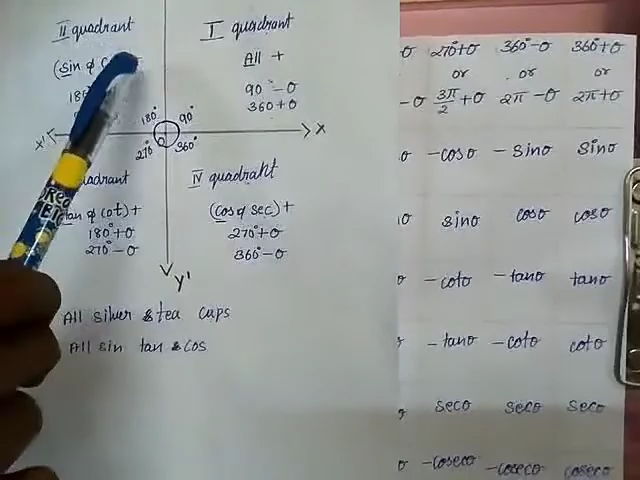 II quadrant
(sin &
180°
I quadrant
All +
90° - θ
360 + θ
180° 90°
270° 360°
x' x
quadrant
tan & cot) +
180° + θ
270° - θ
IV quadrant
(cos & sec) +
270° + θ
360° - θ
y'
All silver & tea cups
All sin tan & cos
θ 270° + θ 360° - θ 360° + θ
or or or
- θ 3π/2 + θ 2π - θ 2π + θ
θ - cosθ - sinθ sinθ
θ sinθ cosθ cosθ
θ - cotθ - tanθ tanθ
- tanθ - cotθ cotθ
secθ secθ secθ
θ - cosecθ - cosecθ cosecθ